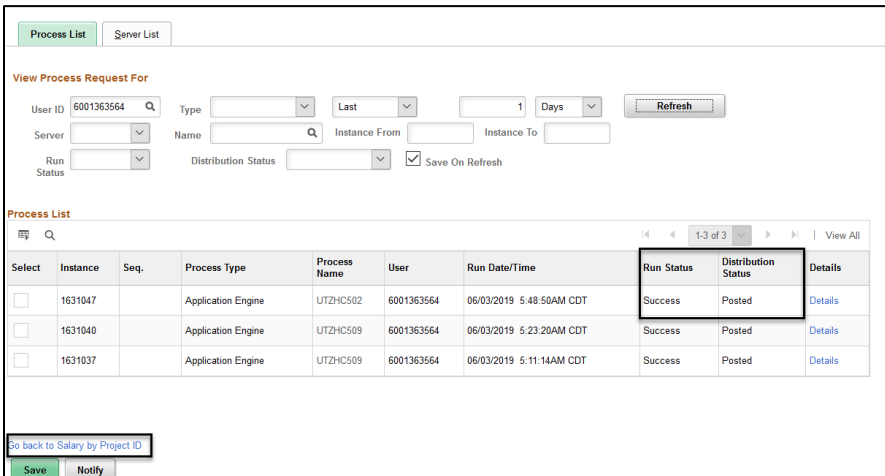 Process List Server List
View Process Request For
User ID 6001363564 Type Last 1 Days Refresh
Server Name Instance From Instance To
Run Status Distribution Status Save On Refresh
Process List
1-3 of 3 | View All
Select Instance Seq. Process Type Process Name User Run Date/Time Run Status Distribution Status Details
1631047 Application Engine UTZHC502 6001363564 06/03/2019 5:48:50AM CDT Success Posted Details
1631040 Application Engine UTZHC509 6001363564 06/03/2019 5:23:20AM CDT Success Posted Details
1631037 Application Engine UTZHC509 6001363564 06/03/2019 5:11:14AM CDT Success Posted Details
Go back to Salary by Project ID
Save Notify